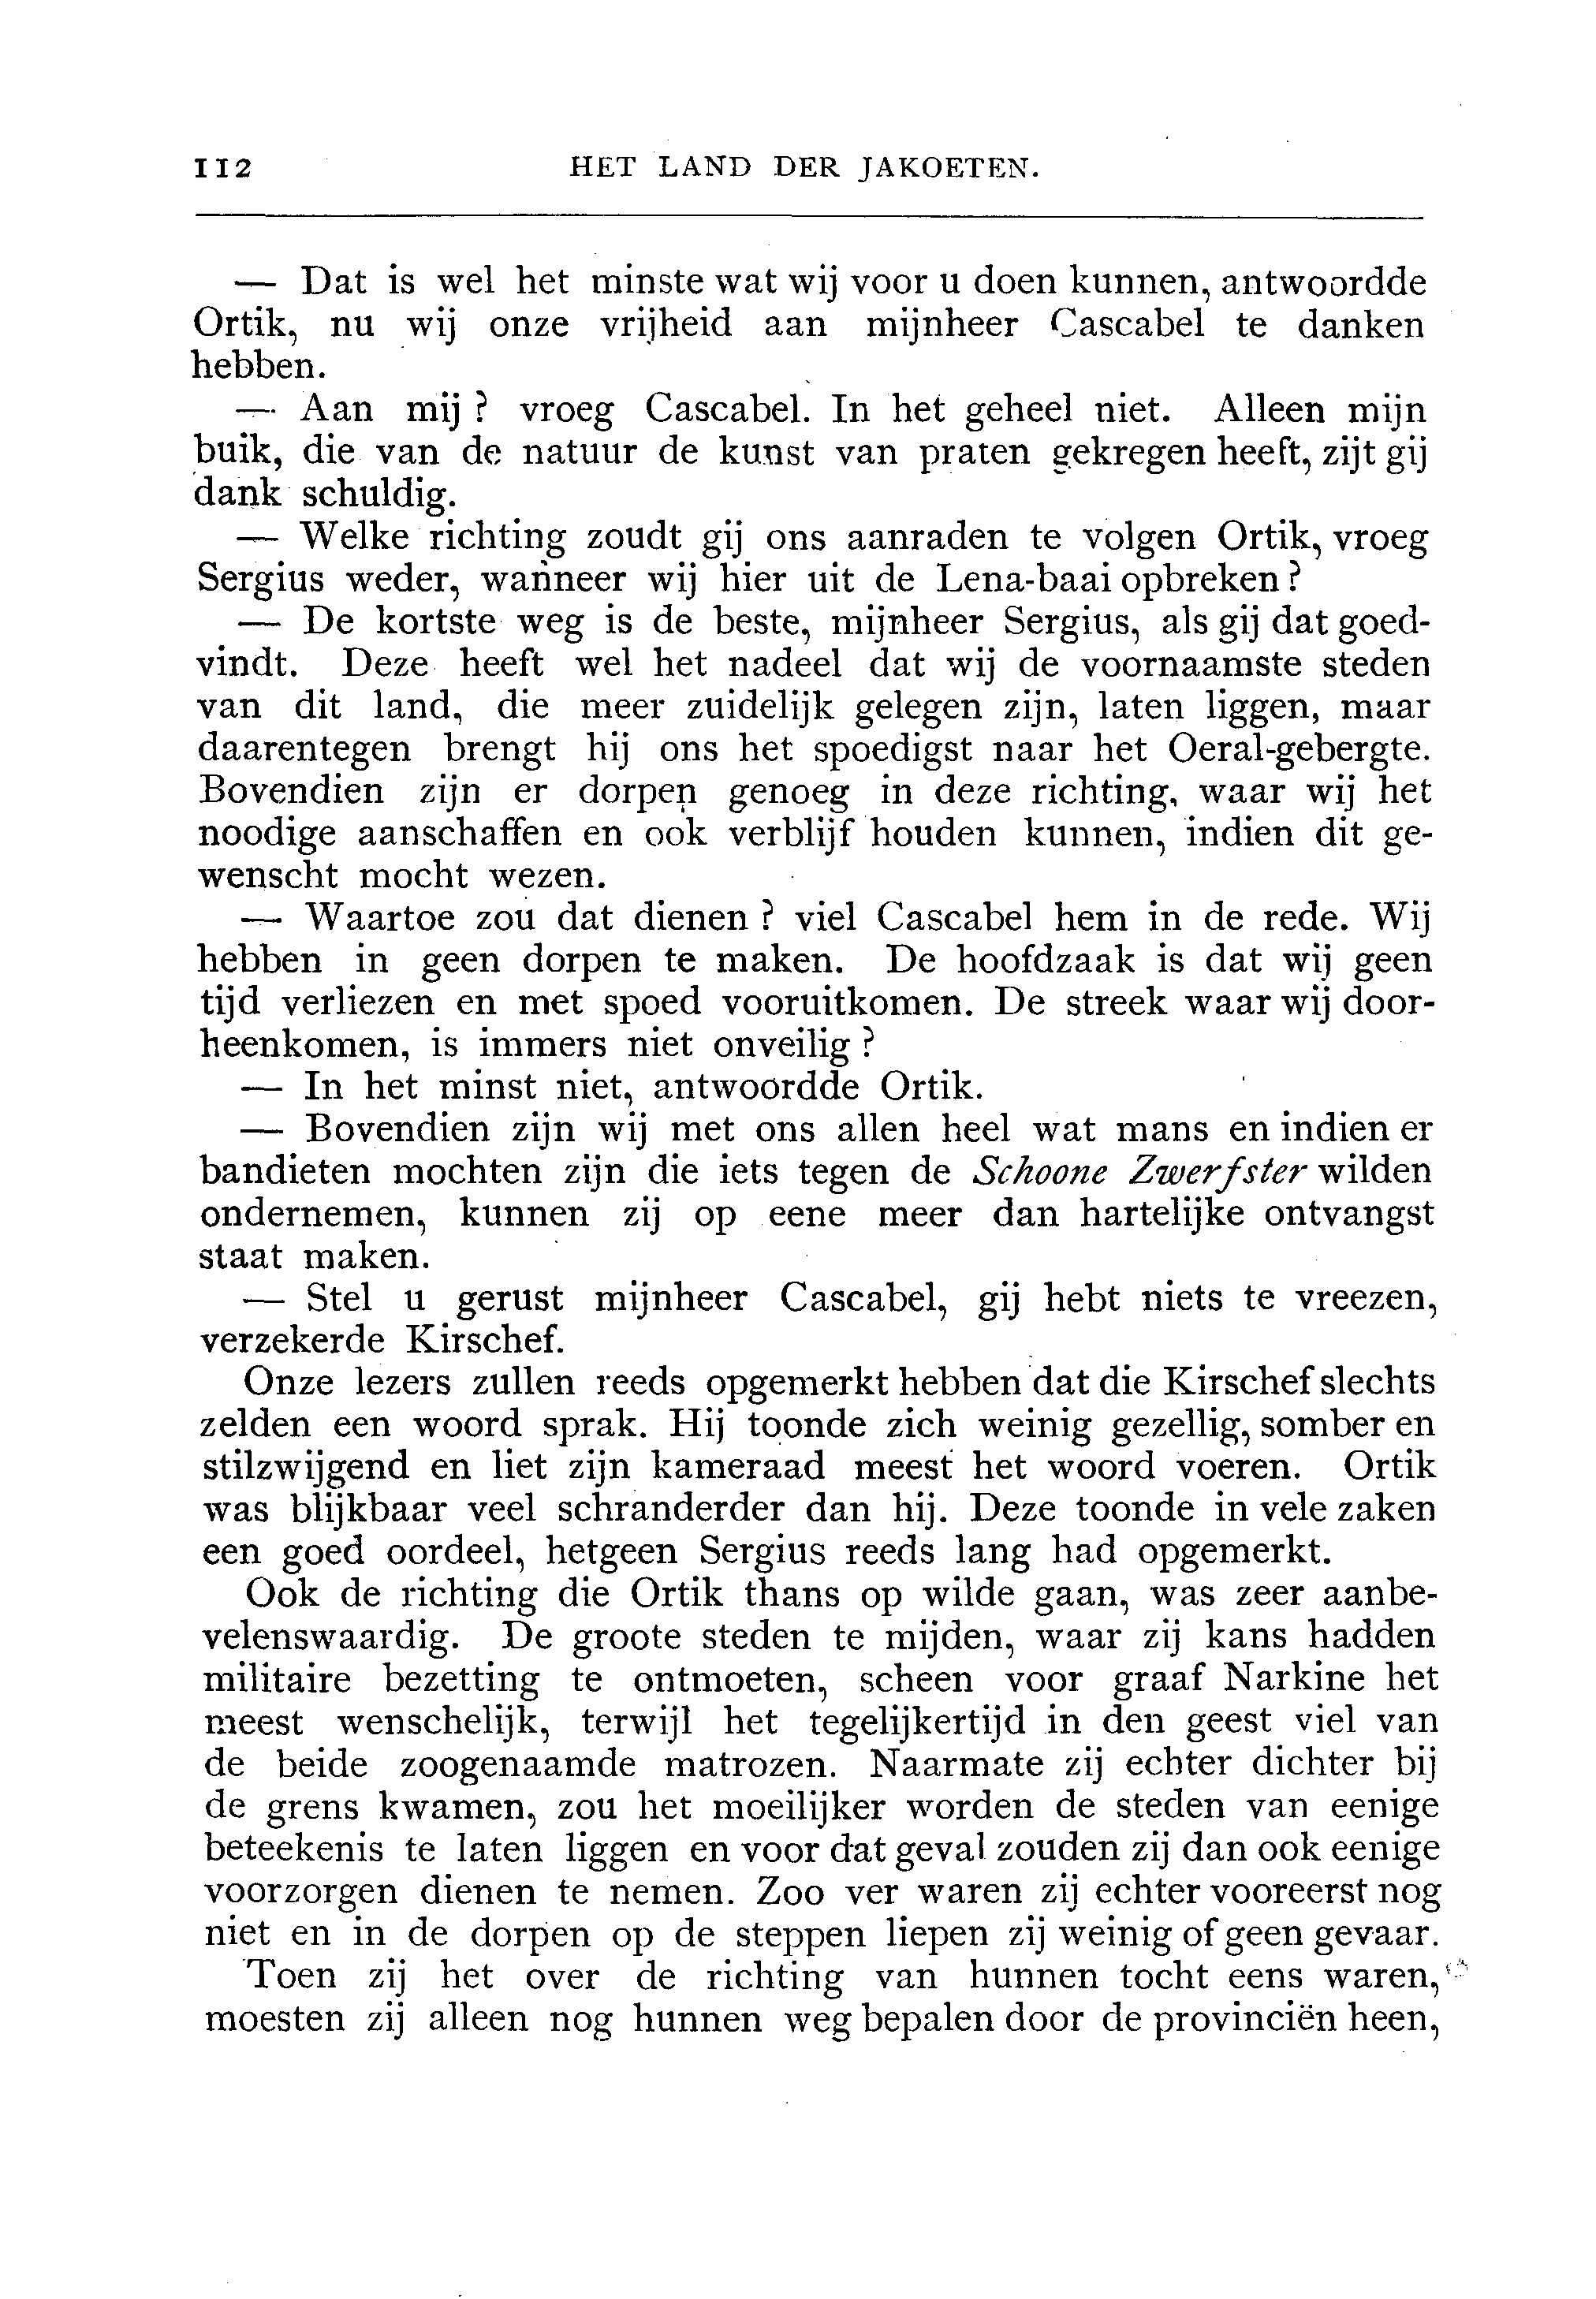 112 HET LAND DER JAKOETEN.
— Dat is wel het minste wat wij voor u doen kunnen, antwoordde
Ortik, nu wij onze vrijheid aan mijnheer Cascabel te danken
hebben.
— Aan mij? vroeg Cascabel. In het geheel niet. Alleen mijn
buik, die van de natuur de kunst van praten gekregen heeft, zijt gij
dank schuldig.
— Welke richting zoudt gij ons aanraden te volgen Ortik, vroeg
Sergius weder, wanneer wij hier uit de Lena-baai opbreken?
— De kortste weg is de beste, mijnheer Sergius, als gij dat goed-
vindt. Deze heeft wel het nadeel dat wij de voornaamste steden
van dit land, die meer zuidelijk gelegen zijn, laten liggen, maar
daarentegen brengt hij ons het spoedigst naar het Oeral-gebergte.
Bovendien zijn er dorpen genoeg in deze richting, waar wij het
noodige aanschaffen en ook verblijf houden kunnen, indien dit ge-
wenscht mocht wezen.
— Waartoe zou dat dienen? viel Cascabel hem in de rede. Wij
hebben in geen dorpen te maken. De hoofdzaak is dat wij geen
tijd verliezen en met spoed vooruitkomen. De streek waar wij door-
heenkomen, is immers niet onveilig?
— In het minst niet, antwoordde Ortik.
— Bovendien zijn wij met ons allen heel wat mans en indien er
bandieten mochten zijn die iets tegen de Schoone Zwerfster wilden
ondernemen, kunnen zij op eene meer dan hartelijke ontvangst
staat maken.
— Stel u gerust mijnheer Cascabel, gij hebt niets te vreezen,
verzekerde Kirschef.
Onze lezers zullen reeds opgemerkt hebben dat die Kirschef slechts
zelden een woord sprak. Hij toonde zich weinig gezellig, somber en
stilzwijgend en liet zijn kameraad meest het woord voeren. Ortik
was blijkbaar veel schranderder dan hij. Deze toonde in vele zaken
een goed oordeel, hetgeen Sergius reeds lang had opgemerkt.
Ook de richting die Ortik thans op wilde gaan, was zeer aanbe-
velenswaardig. De groote steden te mijden, waar zij kans hadden
militaire bezetting te ontmoeten, scheen voor graaf Narkine het
meest wenschelijk, terwijl het tegelijkertijd in den geest viel van
de beide zoogenaamde matrozen. Naarmate zij echter dichter bij
de grens kwamen, zou het moeilijker worden de steden van eenige
beteekenis te laten liggen en voor dat geval zouden zij dan ook eenige
voorzorgen dienen te nemen. Zoo ver waren zij echter vooreerst nog
niet en in de dorpen op de steppen liepen zij weinig of geen gevaar.
Toen zij het over de richting van hunnen tocht eens waren,
moesten zij alleen nog hunnen weg bepalen door de provinciën heen,